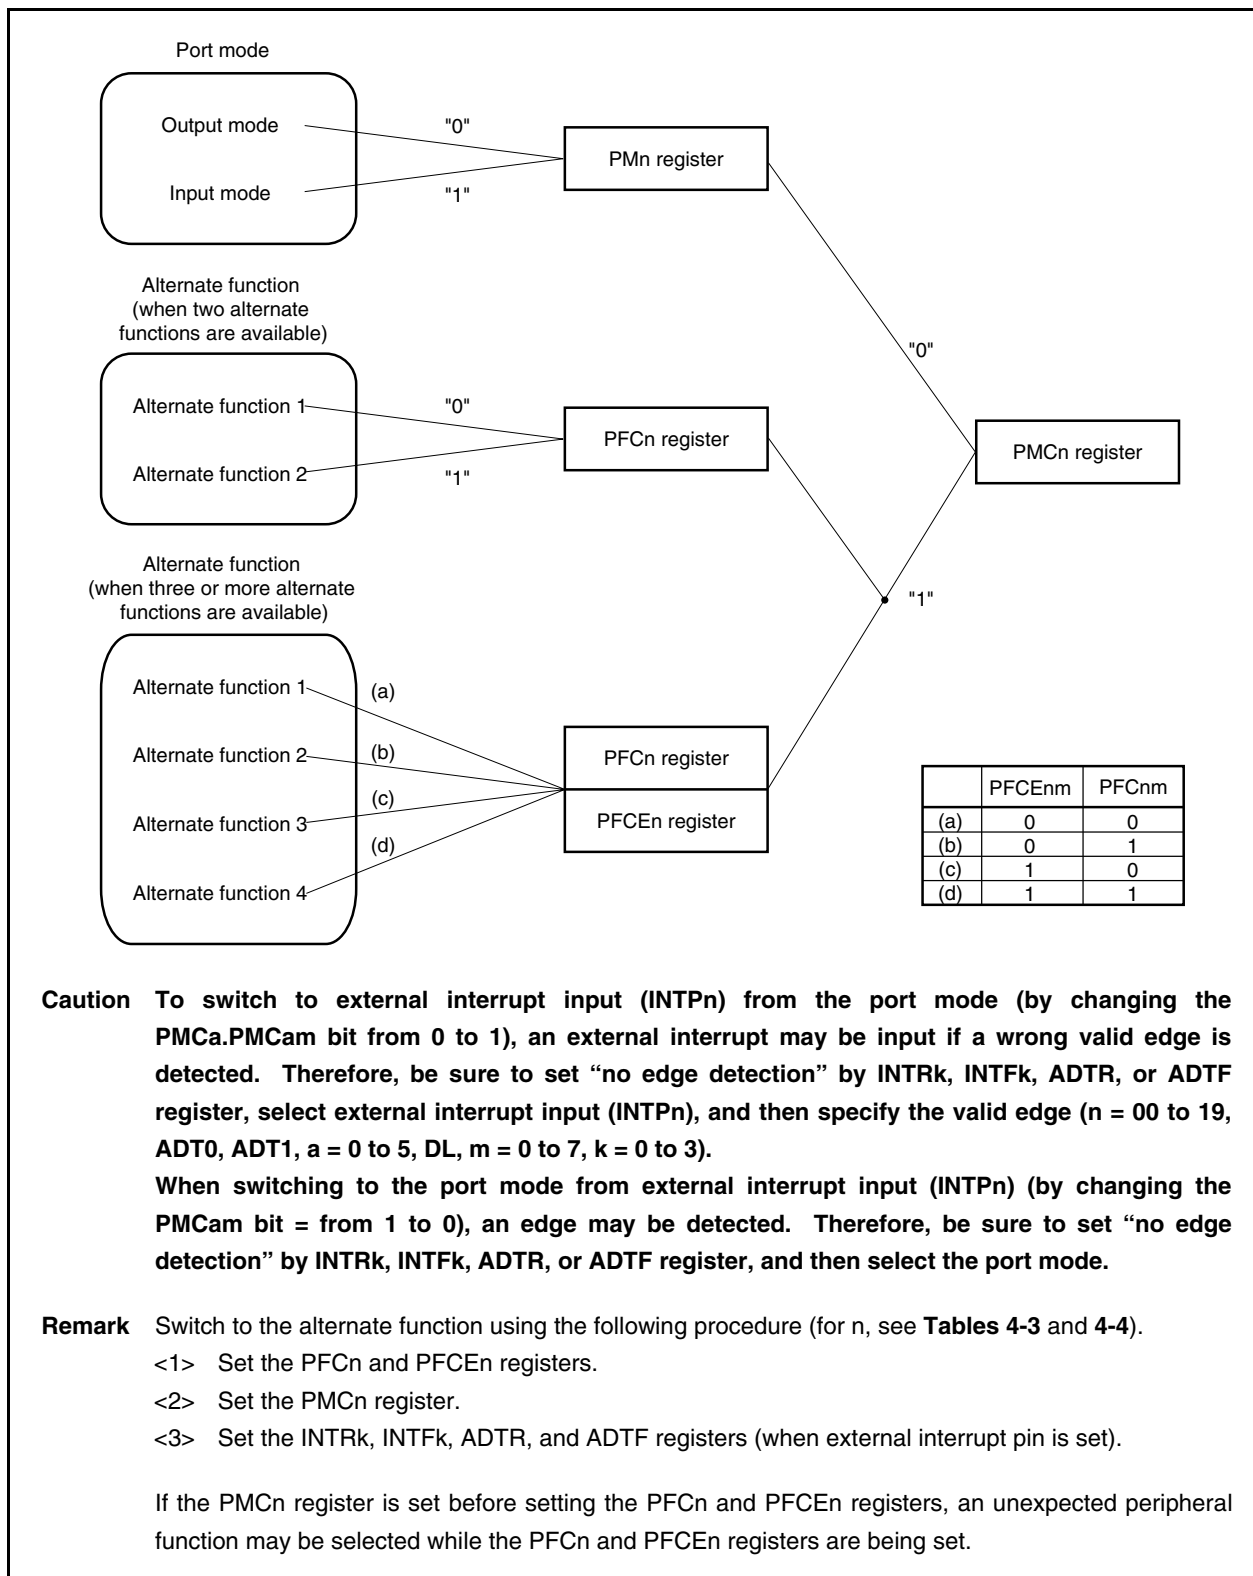 Port mode
Output mode
"0"
PMn register
Input mode
"1"
Alternate function
(when two alternate
functions are available)
"0"
Alternate function 1
"0"
PFCn register
PMCn register
Alternate function 2
"1"
Alternate function
(when three or more alternate
functions are available)
"1"
Alternate function 1
(a)
Alternate function 2
(b)
PFCn register
Alternate function 3
(c)
PFCEn register
(d)
Alternate function 4
PFCEnm PFCnm
(a) 0 0
(b) 0 1
(c) 1 0
(d) 1 1
Caution To switch to external interrupt input (INTPn) from the port mode (by changing the
PMCa.PMCam bit from 0 to 1), an external interrupt may be input if a wrong valid edge is
detected. Therefore, be sure to set “no edge detection” by INTRk, INTFk, ADTR, or ADTF
register, select external interrupt input (INTPn), and then specify the valid edge (n = 00 to 19,
ADT0, ADT1, a = 0 to 5, DL, m = 0 to 7, k = 0 to 3).
When switching to the port mode from external interrupt input (INTPn) (by changing the
PMCam bit = from 1 to 0), an edge may be detected. Therefore, be sure to set “no edge
detection” by INTRk, INTFk, ADTR, or ADTF register, and then select the port mode.
Remark Switch to the alternate function using the following procedure (for n, see Tables 4-3 and 4-4).
<1> Set the PFCn and PFCEn registers.
<2> Set the PMCn register.
<3> Set the INTRk, INTFk, ADTR, and ADTF registers (when external interrupt pin is set).
If the PMCn register is set before setting the PFCn and PFCEn registers, an unexpected peripheral
function may be selected while the PFCn and PFCEn registers are being set.